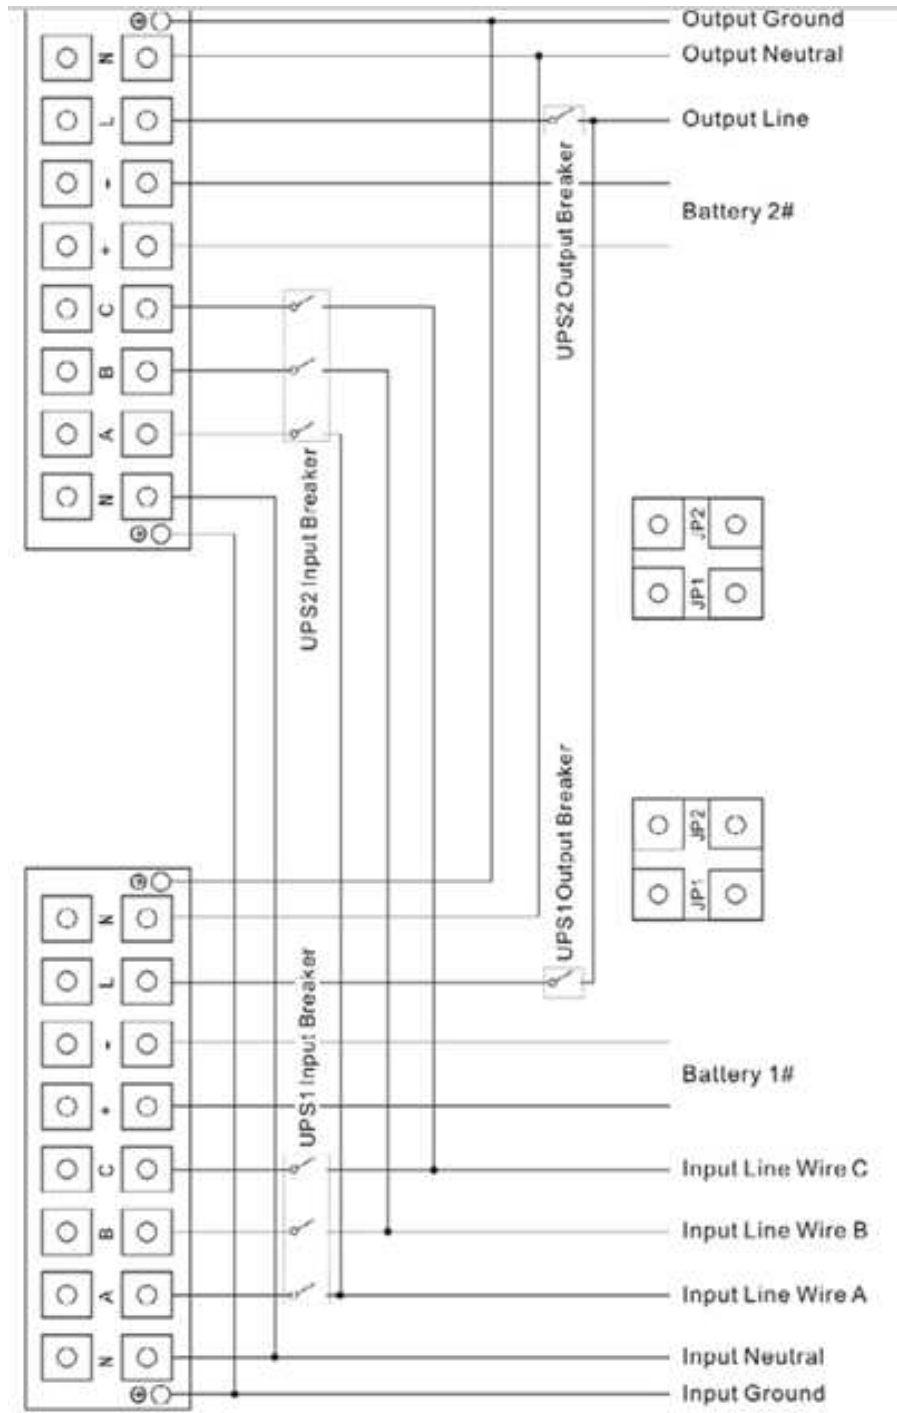 Output Ground
N
Output Neutral
L
Output Line
-
Battery 2#
+
UPS2 Output Breaker
C
B
A
UPS2 Input Breaker
N
JP2
JP1
UPS1 Output Breaker
JP2
JP1
N
L
UPS1 Input Breaker
-
Battery 1#
+
C
Input Line Wire C
B
Input Line Wire B
A
Input Line Wire A
N
Input Neutral
Input Ground